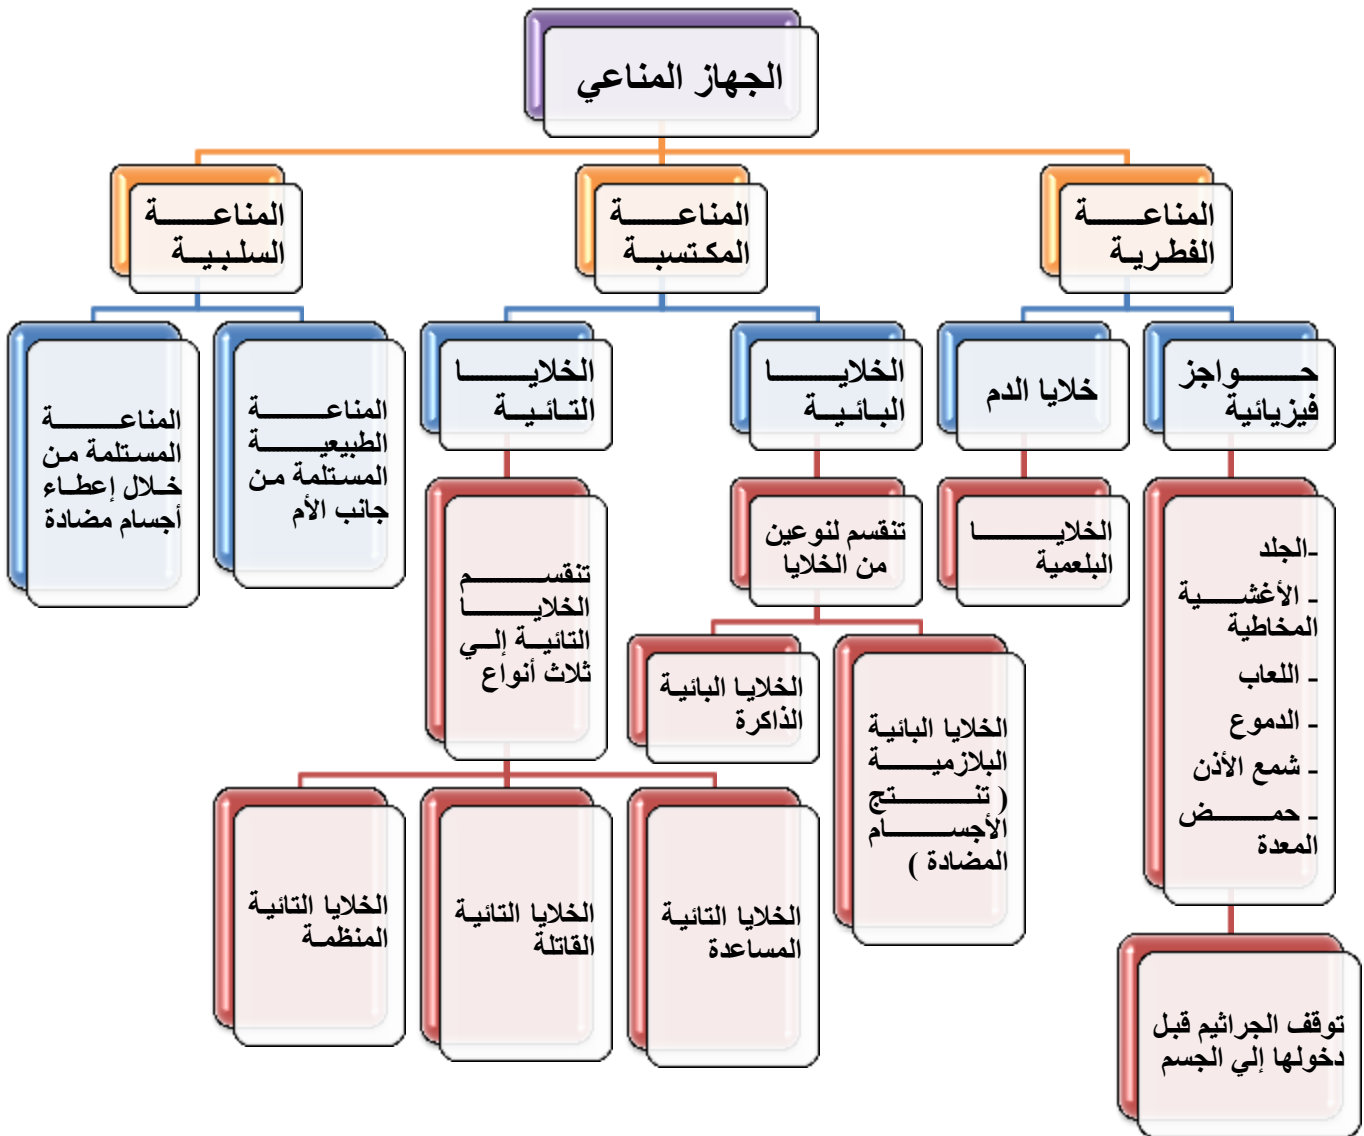 الجهاز المناعي
المناعة
الفطرية
المناعة
المكتسبة
المناعة
السلبية
حواجز
فيزيائية
خلايا الدم
الخلايا
البائية
الخلايا
التائية
المناعة
الطبيعية
المستلمة من
جانب الأم
المناعة
المستلمة من
خلال إعطاء
أجسام مضادة
-الجلد
- الأغشية
المخاطية
- اللعاب
- الدموع
- شمع الأذن
- حمض
المعدة
الخلايا
البلعمية
تنقسم لنوعين
من الخلايا
تنقسم
الخلايا
التائية إلي
ثلاث أنواع
الخلايا البائية
البلازمية
( تنتج
الأجسام
المضادة )
الخلايا البائية
الذاكرة
الخلايا التائية
المساعدة
الخلايا التائية
القاتلة
الخلايا التائية
المنظمة
توقف الجراثيم قبل
دخولها إلي الجسم